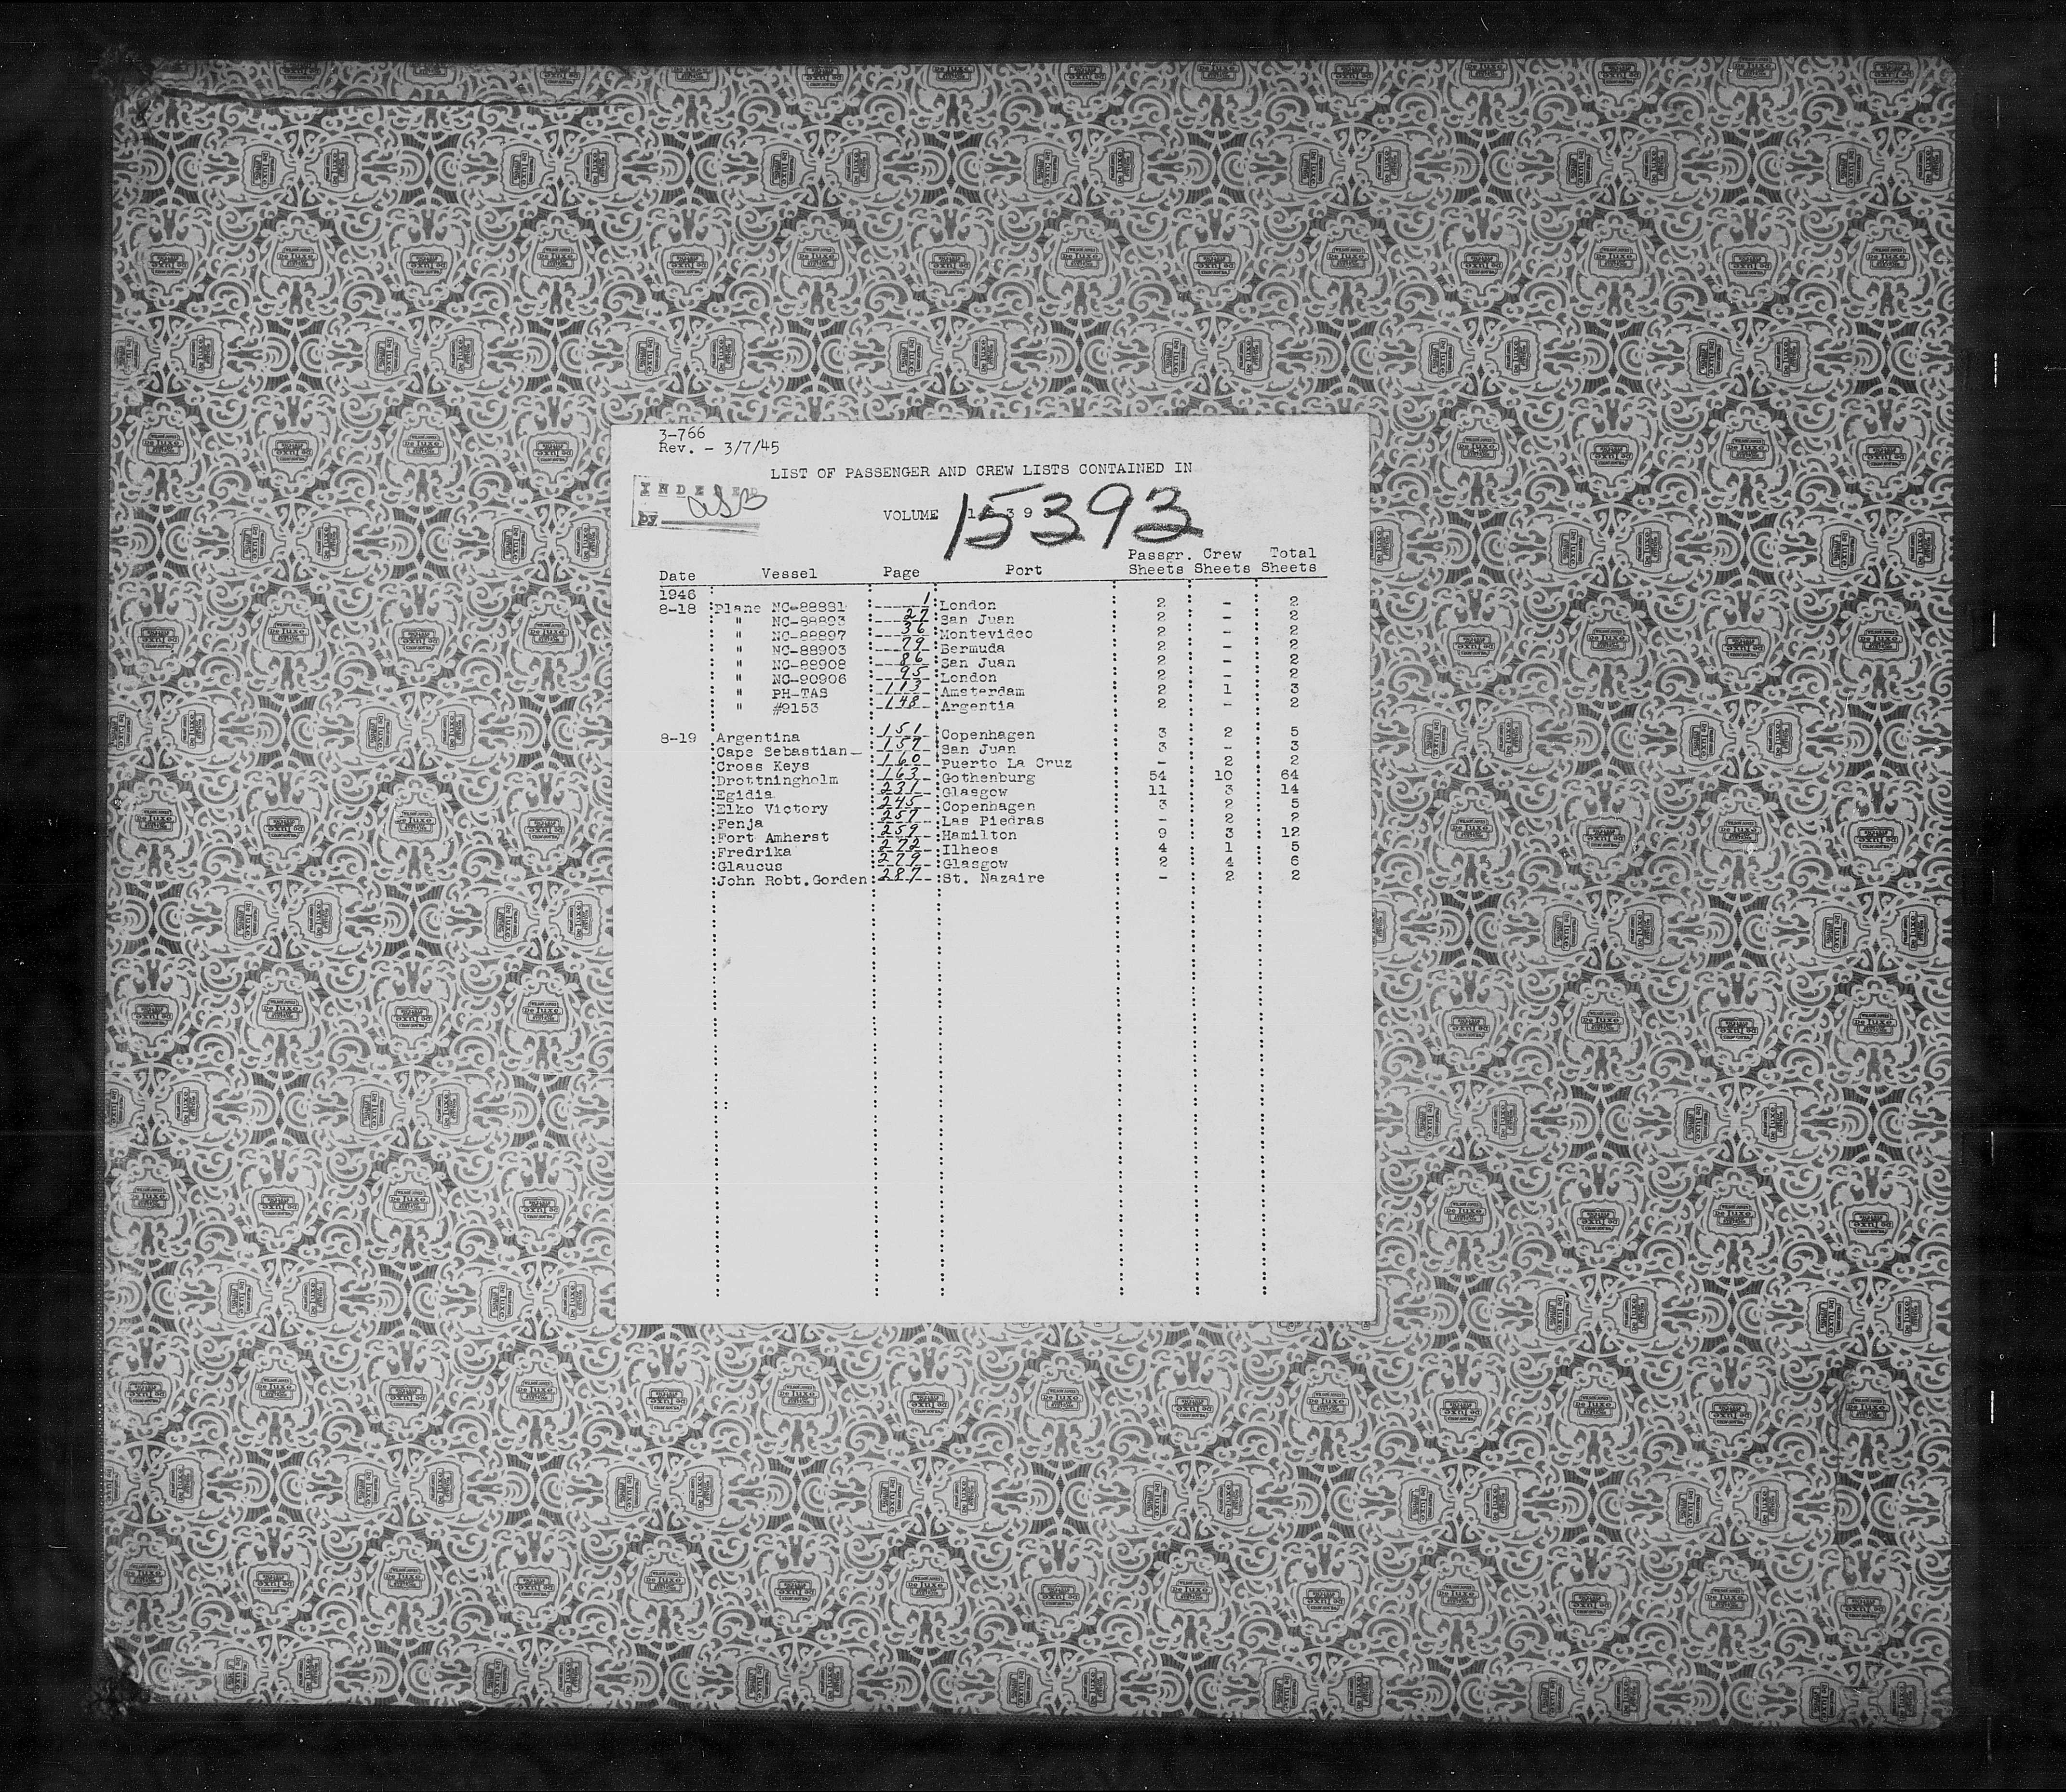 3-766
Rev. - 3/7/45
LIST OF PASSENGER AND CREW LISTS CONTAINED IN
INDEXED
by
VOLUME 15393
Passgr. Crew Total
Date Vessel Page Port Sheets Sheets Sheets
1946
8-18 Plane NC-88881 1 London 2 - 2
" NC-88893 27 San Juan 2 - 2
" NC-88897 36 Montevideo 2 - 2
" NC-88903 79 Bermuda 2 - 2
" NC-88908 86 San Juan 2 - 2
" NC-90906 95 London 2 - 2
" PH-TAS 113 Amsterdam 2 1 3
" #9153 148 Argentia 2 - 2
8-19 Argentina 151 Copenhagen 3 2 5
Cape Sebastian 157 San Juan 3 - 3
Cross Keys 160 Puerto La Cruz - 2 2
Drottningholm 163 Gothenburg 54 10 64
Egidia 231 Glasgow 11 3 14
Elko Victory 245 Copenhagen 3 2 5
Fenja 257 Las Piedras - 2 2
Fort Amherst 259 Hamilton 9 3 12
Fredrika 272 Ilheos 4 1 5
Glaucus 279 Glasgow 2 4 6
John Robt.Gorden 287 St. Nazaire - 2 2